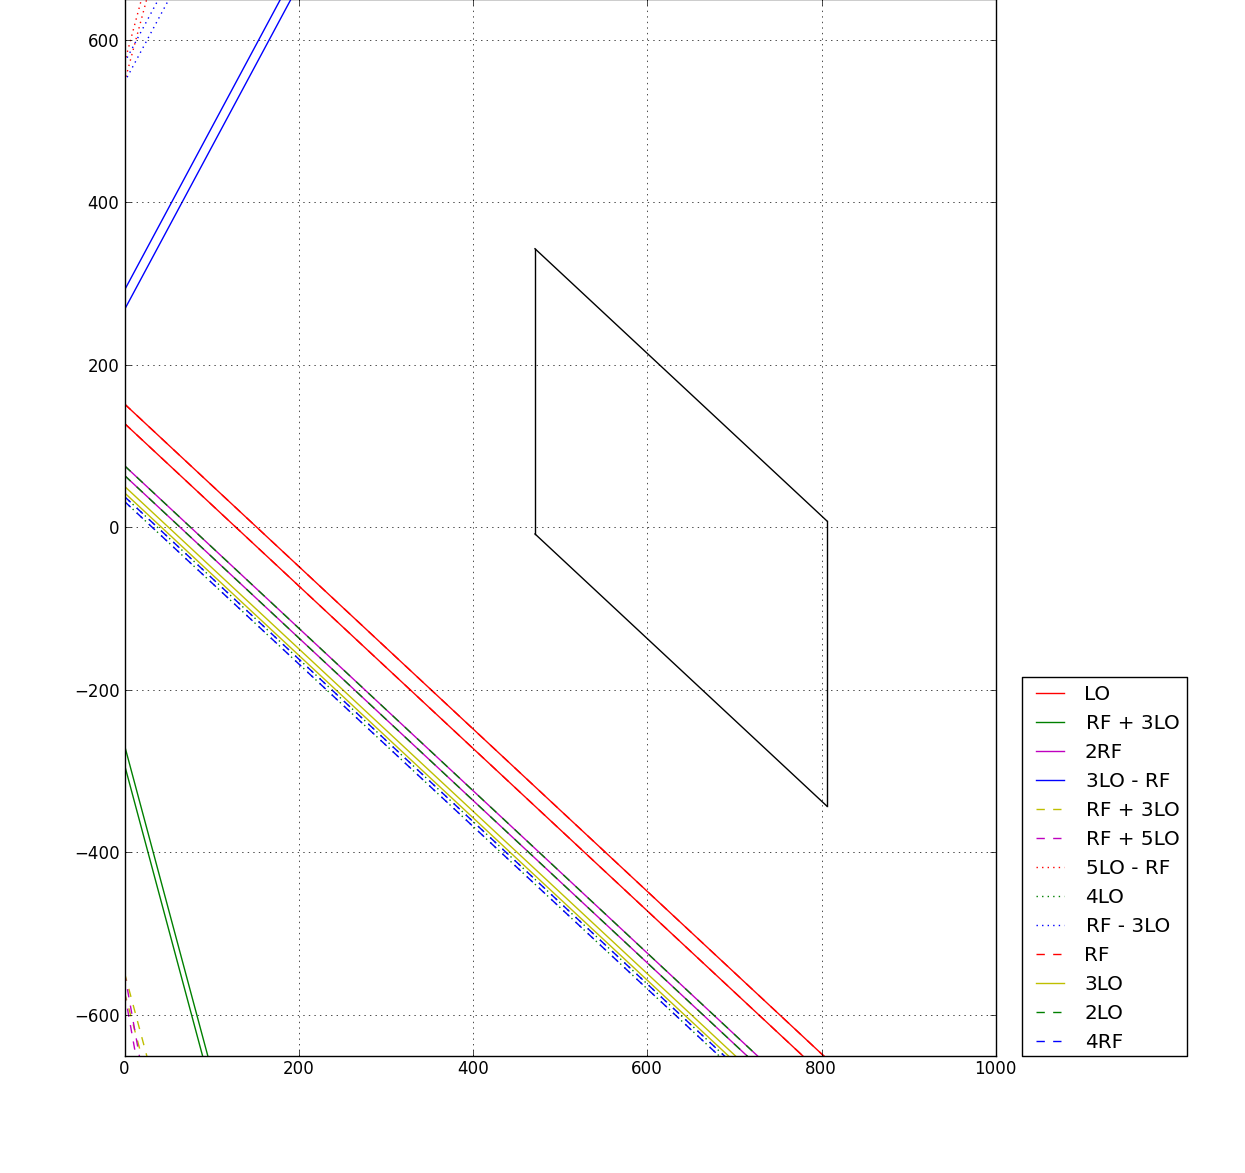 600
400
200
0
−200
−400
−600
0 200 400 600 800 1000
LO
RF + 3LO
2RF
3LO - RF
RF + 3LO
RF + 5LO
5LO - RF
4LO
RF - 3LO
RF
3LO
2LO
4RF